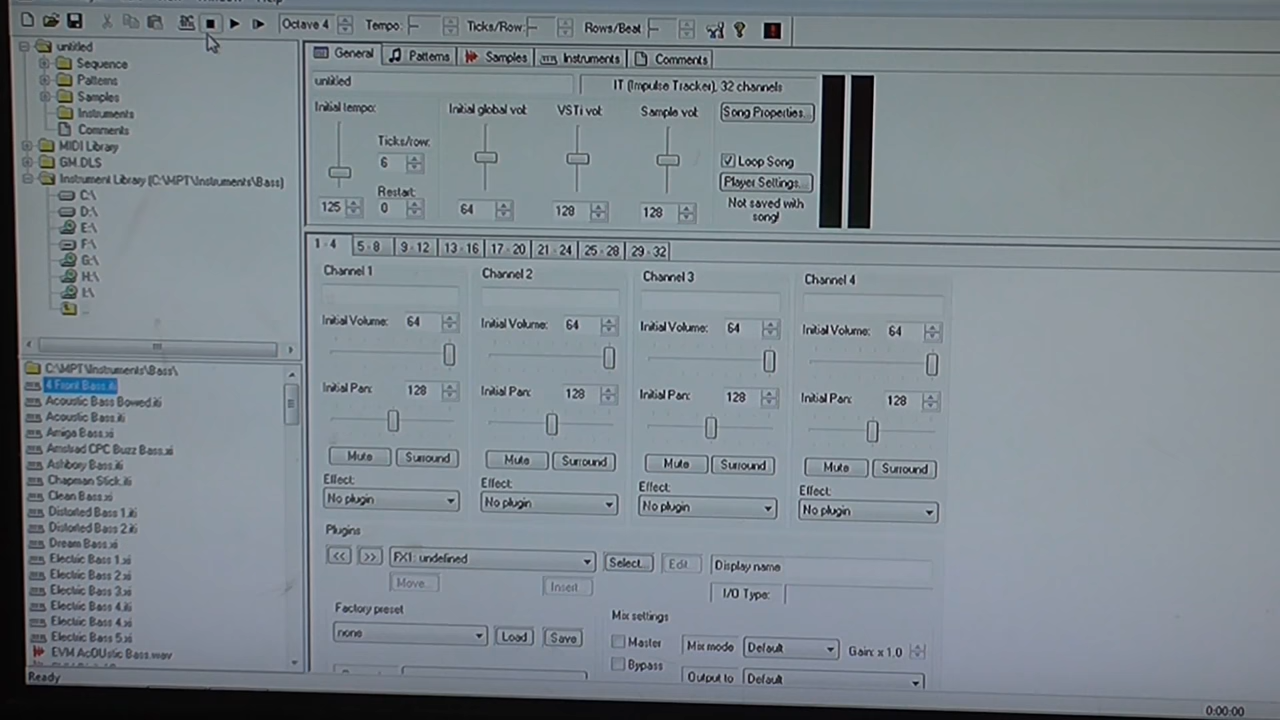 Octave 4 Tempo: Ticks/Row: Rows/Beat
untitled
Sequence
Patterns
Samples
Instruments
Comments
MIDI Library
GM.DLS
Instrument Library (C:\MPT\Instruments\Bass)
C:\
D:\
E:\
F:\
G:\
H:\
I:\
..
C:\MPT\Instruments\Bass\
4 Front Bass.iti
Acoustic Bass Bowed.iti
Acoustic Bass.iti
Amiga Bass.xi
Amstrad CPC Buzz Bass.xi
Ashbory Bass.iti
Chapman Stick.iti
Clean Bass.xi
Distorted Bass 1.iti
Distorted Bass 2.iti
Dream Bass.xi
Electric Bass 1.xi
Electric Bass 2.xi
Electric Bass 3.xi
Electric Bass 4.iti
Electric Bass 4.xi
Electric Bass 5.xi
EVM AcOUstic Bass.wav
Ready
General Patterns Samples Instruments Comments
untitled IT (Impulse Tracker), 32 channels
Initial tempo: Initial global vol: VSTi vol: Sample vol: Song Properties...
Ticks/row:
6 Loop Song
Restart: Player Settings...
125 0 64 128 128 Not saved with
song!
1 - 4 5 - 8 9 - 12 13 - 16 17 - 20 21 - 24 25 - 28 29 - 32
Channel 1 Channel 2 Channel 3 Channel 4
Initial Volume: 64 Initial Volume: 64 Initial Volume: 64 Initial Volume: 64
Initial Pan: 128 Initial Pan: 128 Initial Pan: 128 Initial Pan: 128
Mute Surround Mute Surround Mute Surround Mute Surround
Effect: Effect: Effect: Effect:
No plugin No plugin No plugin No plugin
Plugins
<< >> FX1: undefined Select... Edit Display name
Move... Insert... I/O Type:
Factory preset Mix settings
none Load Save Master Mix mode Default Gain: x 1.0
Bypass Output to Default
0:00:00